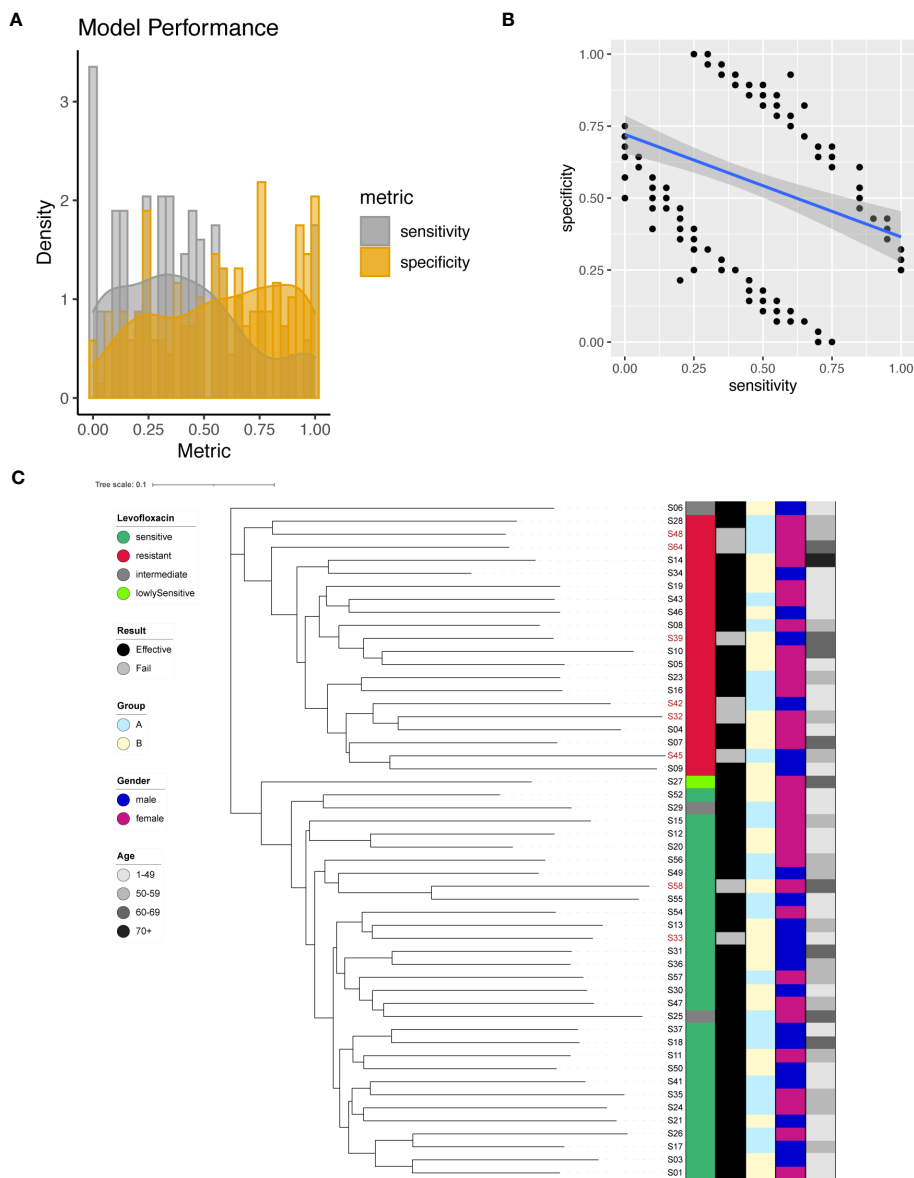 A
Model Performance
3
2
1
0
Density
0.00 0.25 0.50 0.75 1.00
Metric
metric
sensitivity
specificity
B
1.00
0.75
0.50
0.25
0.00
specificity
0.00 0.25 0.50 0.75 1.00
sensitivity
C
Tree scale: 0.1
Levofloxacin
sensitive
resistant
intermediate
lowlySensitive
Result
Effective
Fail
Group
A
B
Gender
male
female
Age
1-49
50-59
60-69
70+
S06
S28
S48
S64
S14
S34
S19
S43
S46
S08
S39
S10
S05
S23
S16
S42
S32
S04
S07
S45
S09
S27
S52
S29
S15
S12
S20
S56
S49
S58
S55
S54
S13
S33
S31
S36
S57
S30
S47
S25
S37
S18
S11
S50
S41
S35
S24
S21
S26
S17
S03
S01